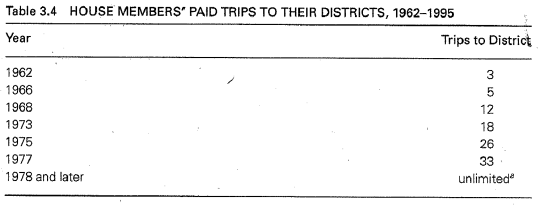 Table 3.4 HOUSE MEMBERS' PAID TRIPS TO THEIR DISTRICTS, 1962–1995
Year Trips to District
1962 3
1966 5
1968 12
1973 18
1975 26
1977 33
1978 and later unlimitedª